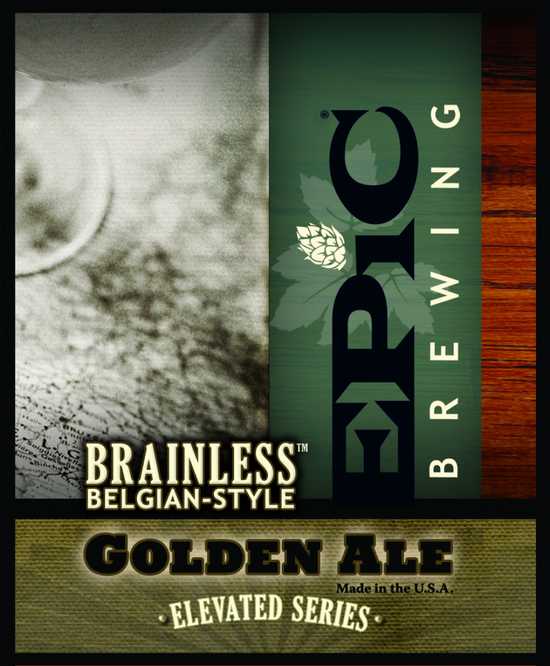 EPIC®
BREWING
BRAINLESS™
BELGIAN-STYLE
GOLDEN ALE
Made in the U.S.A.
· ELEVATED SERIES ·